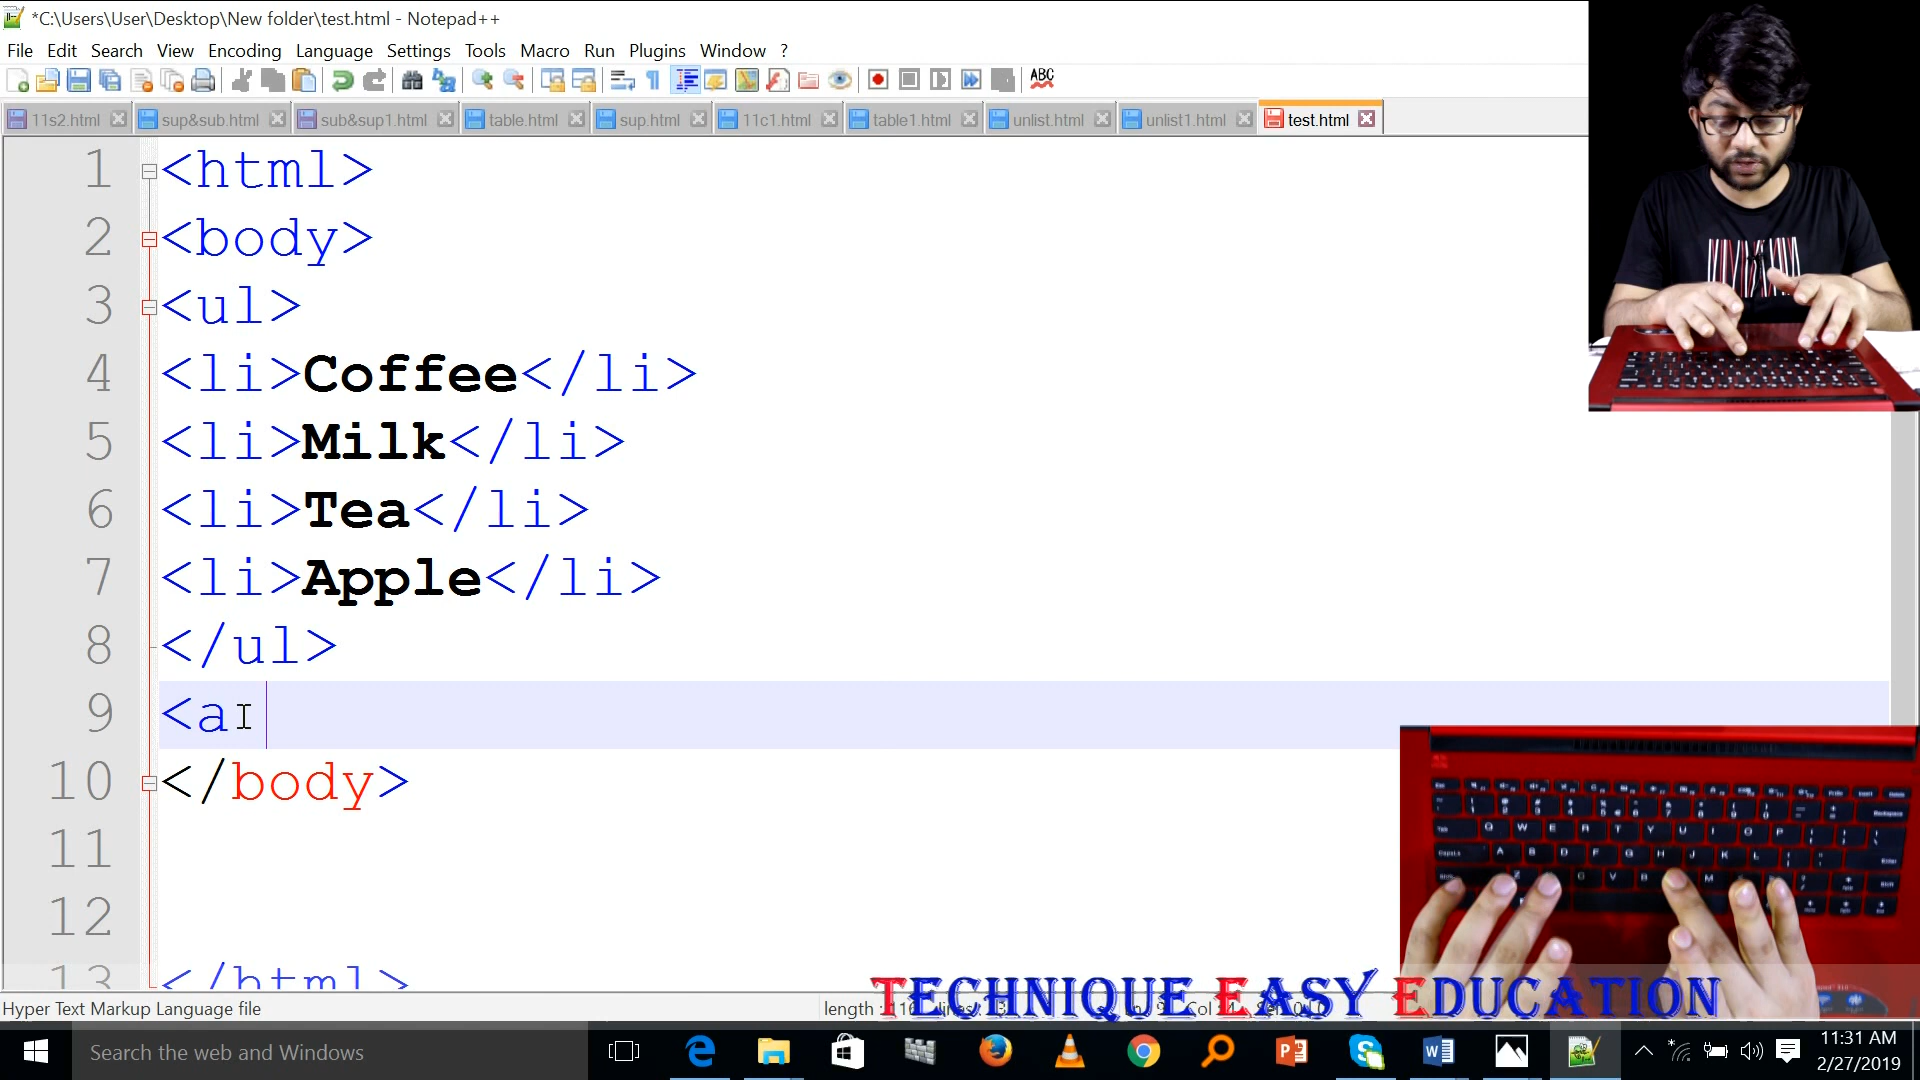 *C:\Users\User\Desktop\New folder\test.html - Notepad++
File Edit Search View Encoding Language Settings Tools Macro Run Plugins Window ?
ABC
11s2.html sup&sub.html sub&sup1.html table.html sup.html 11c1.html table1.html unlist.html unlist1.html test.html
1 <html>
2 <body>
3 <ul>
4 <li>Coffee</li>
5 <li>Milk</li>
6 <li>Tea</li>
7 <li>Apple</li>
8 </ul>
9 <a
10 </body>
11
12
13 </html>
TECHNIQUE EASY EDUCATION
Hyper Text Markup Language file length
Search the web and Windows
11:31 AM
2/27/2019